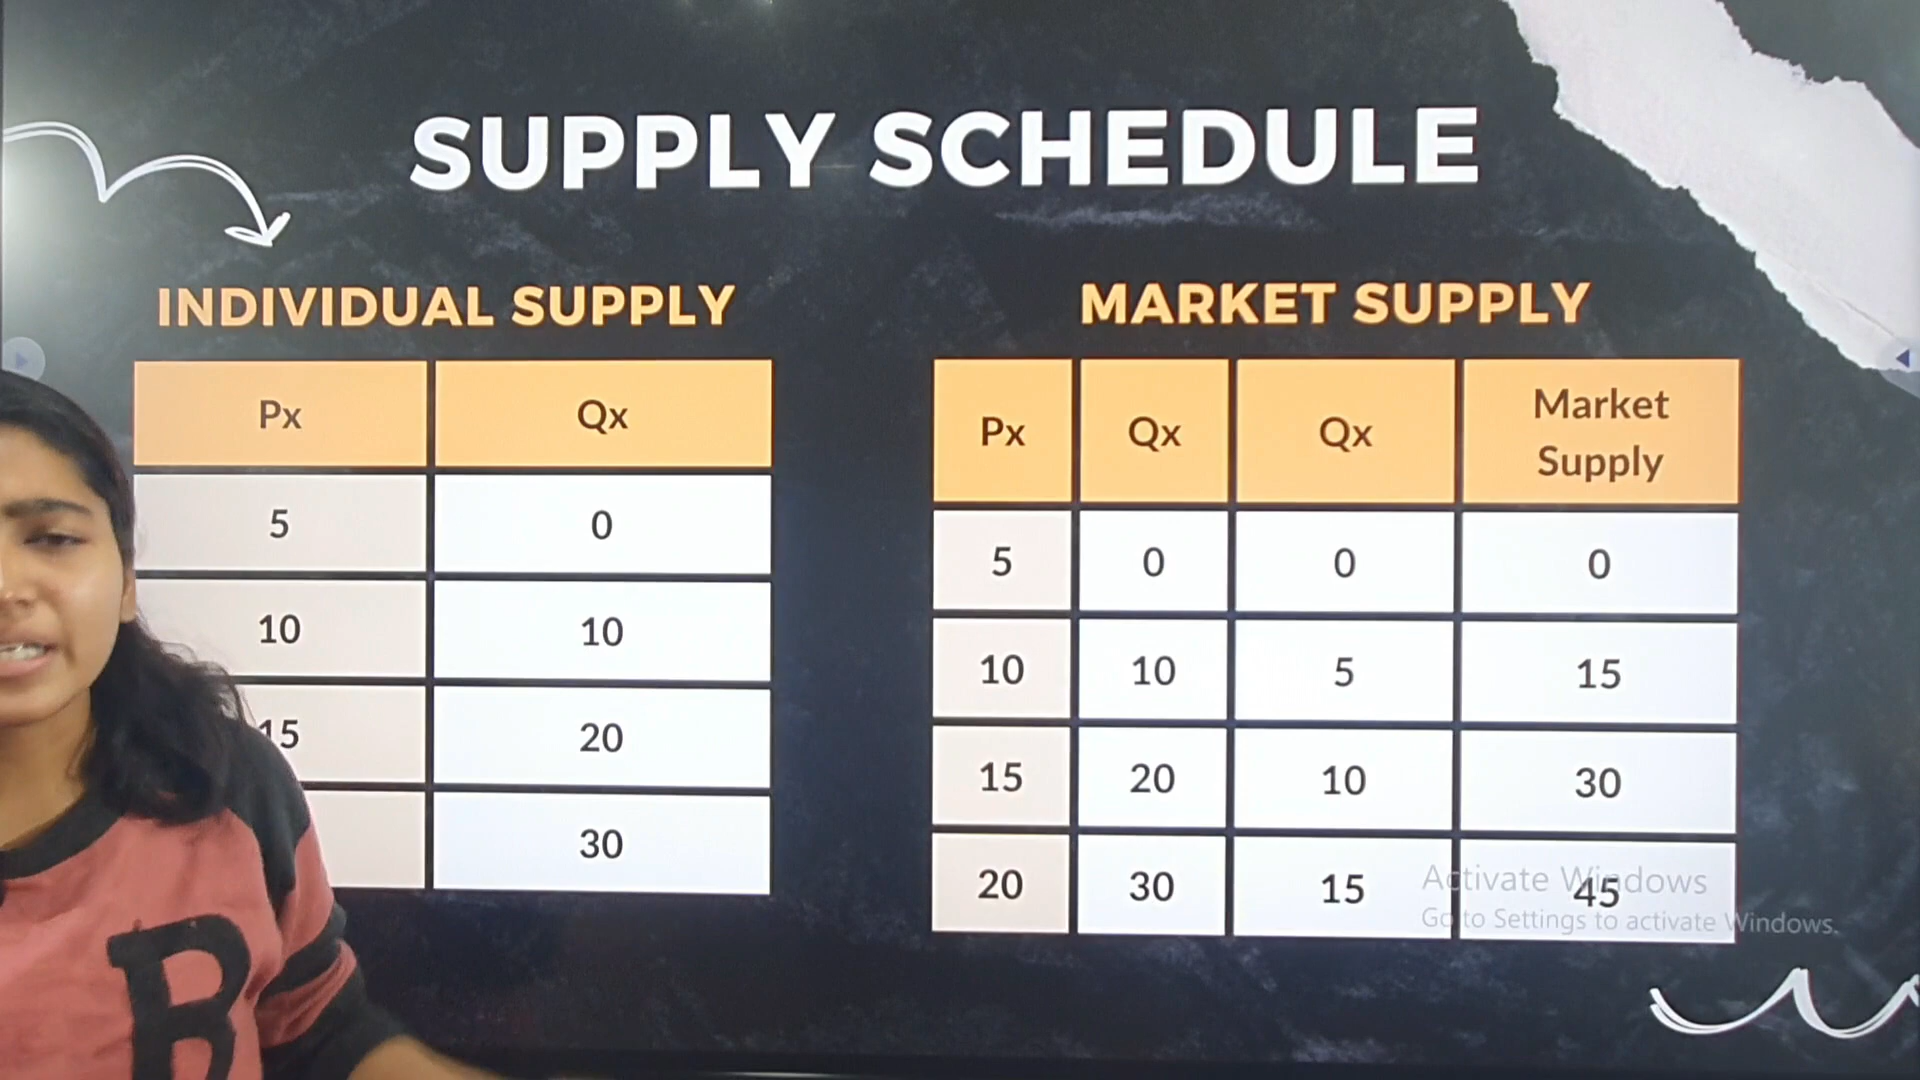 SUPPLY SCHEDULE
INDIVIDUAL SUPPLY
Px Qx
5 0
10 10
15 20
30
MARKET SUPPLY
Px Qx Qx Market Supply
5 0 0 0
10 10 5 15
15 20 10 30
20 30 15 45
Activate Windows
Go to Settings to activate Windows.
B